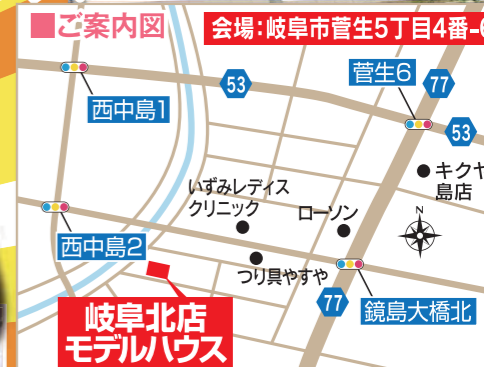 ■ご案内図
会場：岐阜市菅生5丁目4番-6
53
菅生6
77
西中島1
53
キクヤ
島店
いずみレディス
クリニック
ローソン
N
西中島2
つり具やすや
77
鏡島大橋北
岐阜北店
モデルハウス